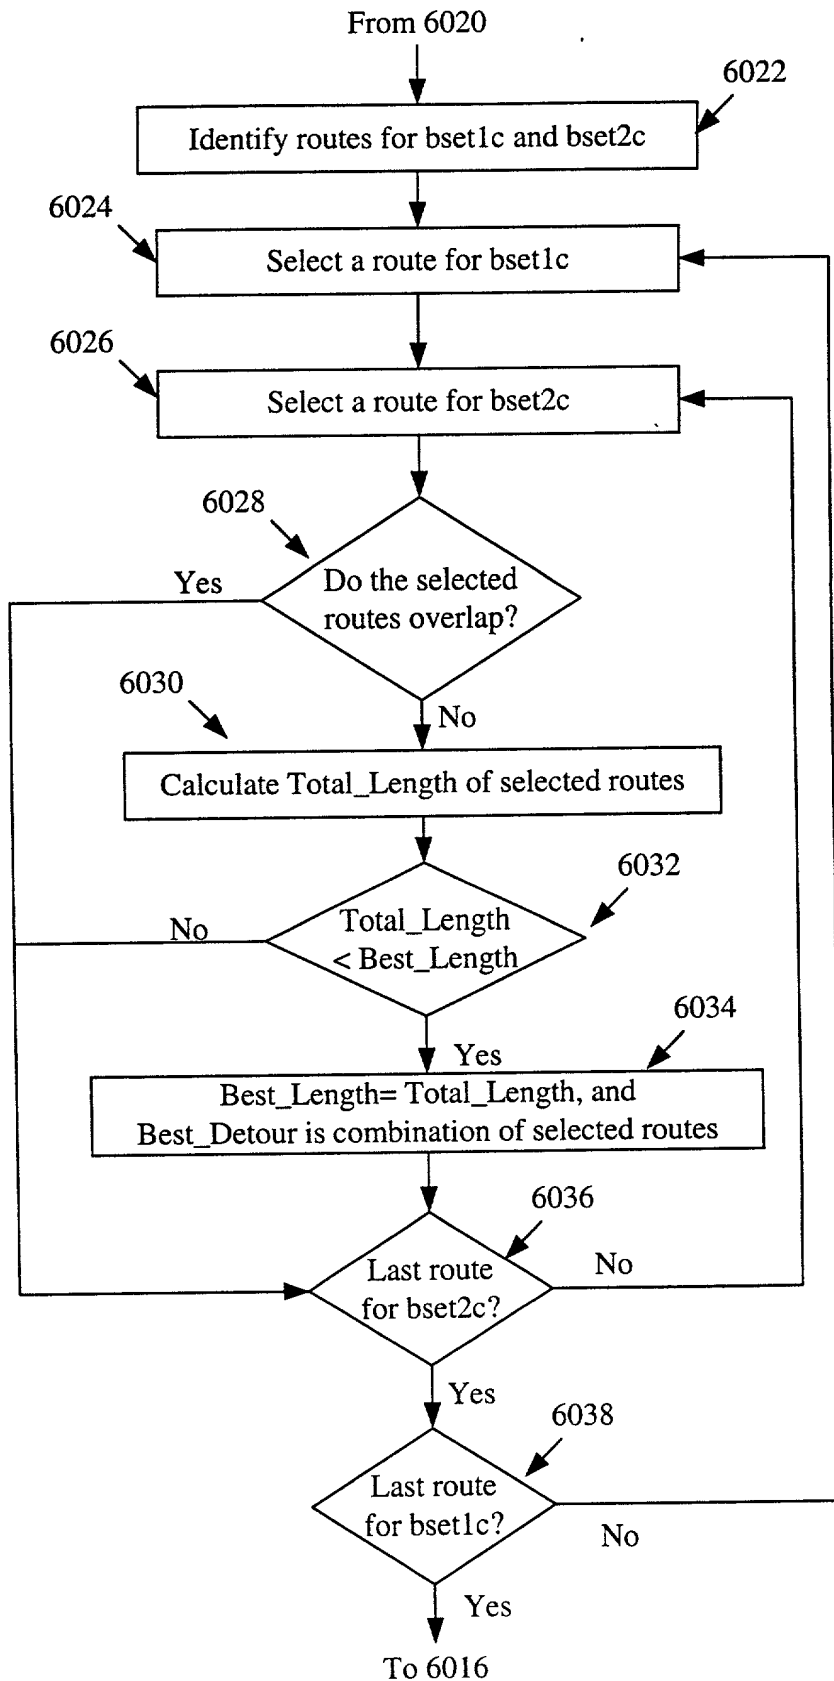 From 6020
6022
Identify routes for bset1c and bset2c
6024
Select a route for bset1c
6026
Select a route for bset2c
6028
Yes
Do the selected
routes overlap?
6030
No
Calculate Total_Length of selected routes
6032
No
Total_Length
< Best_Length
6034
Yes
Best_Length= Total_Length, and
Best_Detour is combination of selected routes
6036
Last route
for bset2c?
No
Yes
6038
Last route
for bset1c?
No
Yes
To 6016